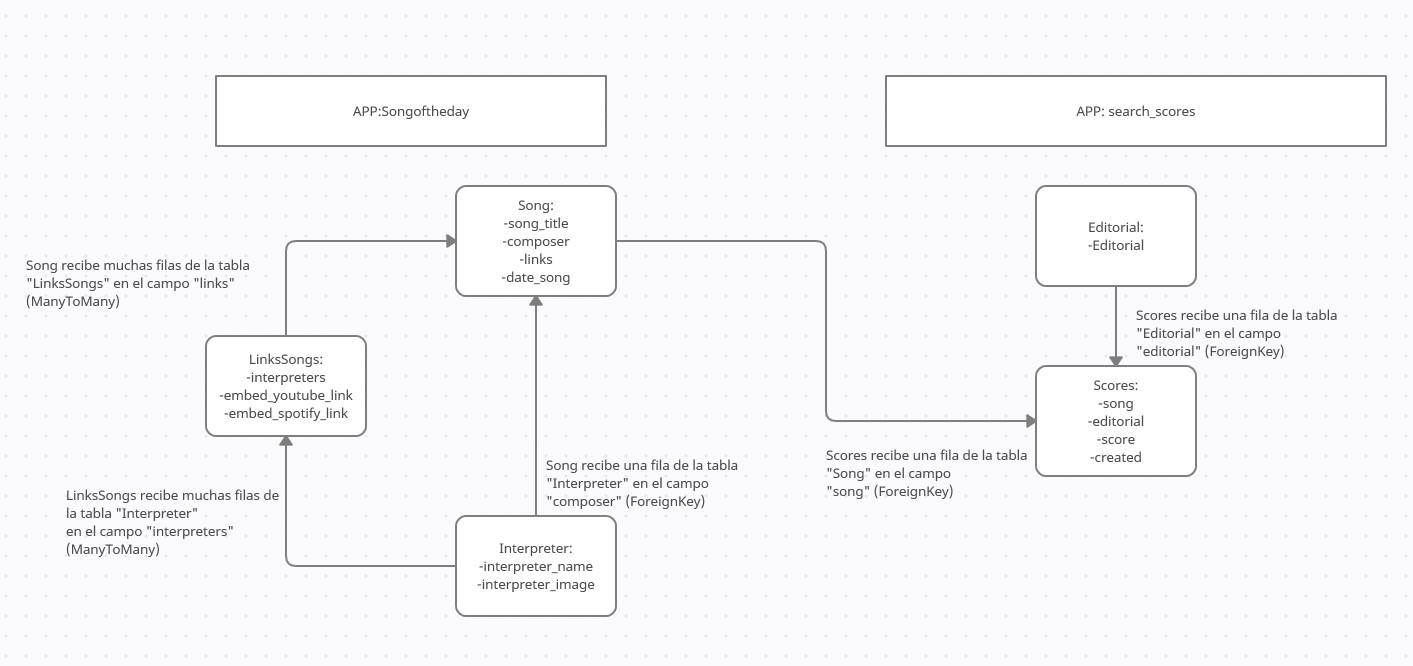 APP:Songoftheday
APP: search_scores
Song:
-song_title
-composer
-links
-date_song
Editorial:
-Editorial
Song recibe muchas filas de la tabla
"LinksSongs" en el campo "links"
(ManyToMany)
Scores recibe una fila de la tabla
"Editorial" en el campo
"editorial" (ForeignKey)
LinksSongs:
-interpreters
-embed_youtube_link
-embed_spotify_link
Scores:
-song
-editorial
-score
-created
Song recibe una fila de la tabla
"Interpreter" en el campo
"composer" (ForeignKey)
Scores recibe una fila de la tabla
"Song" en el campo
"song" (ForeignKey)
LinksSongs recibe muchas filas de
la tabla "Interpreter"
en el campo "interpreters"
(ManyToMany)
Interpreter:
-interpreter_name
-interpreter_image